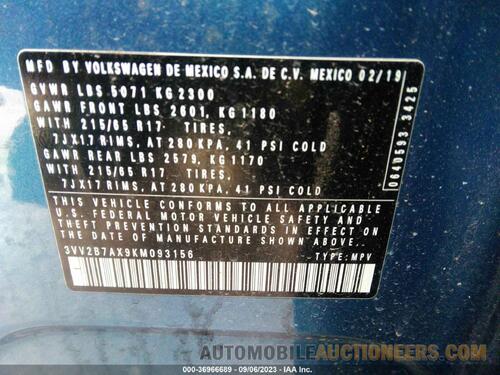 MFD BY VOLKSWAGEN DE MEXICO S.A. DE C.V. MEXICO 02/19
GVWR LBS 5071 KG 2300
GAWR FRONT LBS 2601, KG 1180
WITH 215/65 R17 TIRES,
7JX17 RIMS, AT 280 KPA, 41 PSI COLD
GAWR REAR LBS 2579, KG 1170
WITH 215/65 R17 TIRES,
7JX17 RIMS, AT 280 KPA, 41 PSI COLD
THIS VEHICLE CONFORMS TO ALL APPLICABLE
U.S. FEDERAL MOTOR VEHICLE SAFETY AND
THEFT PREVENTION STANDARDS IN EFFECT
ON THE DATE OF MANUFACTURE SHOWN ABOVE.
3VV2B7AX9KM093156
TYPE: MPV
064D593 3425
AutoAuctions.com
000-36966689 - 09/06/2023 - IAA Inc.